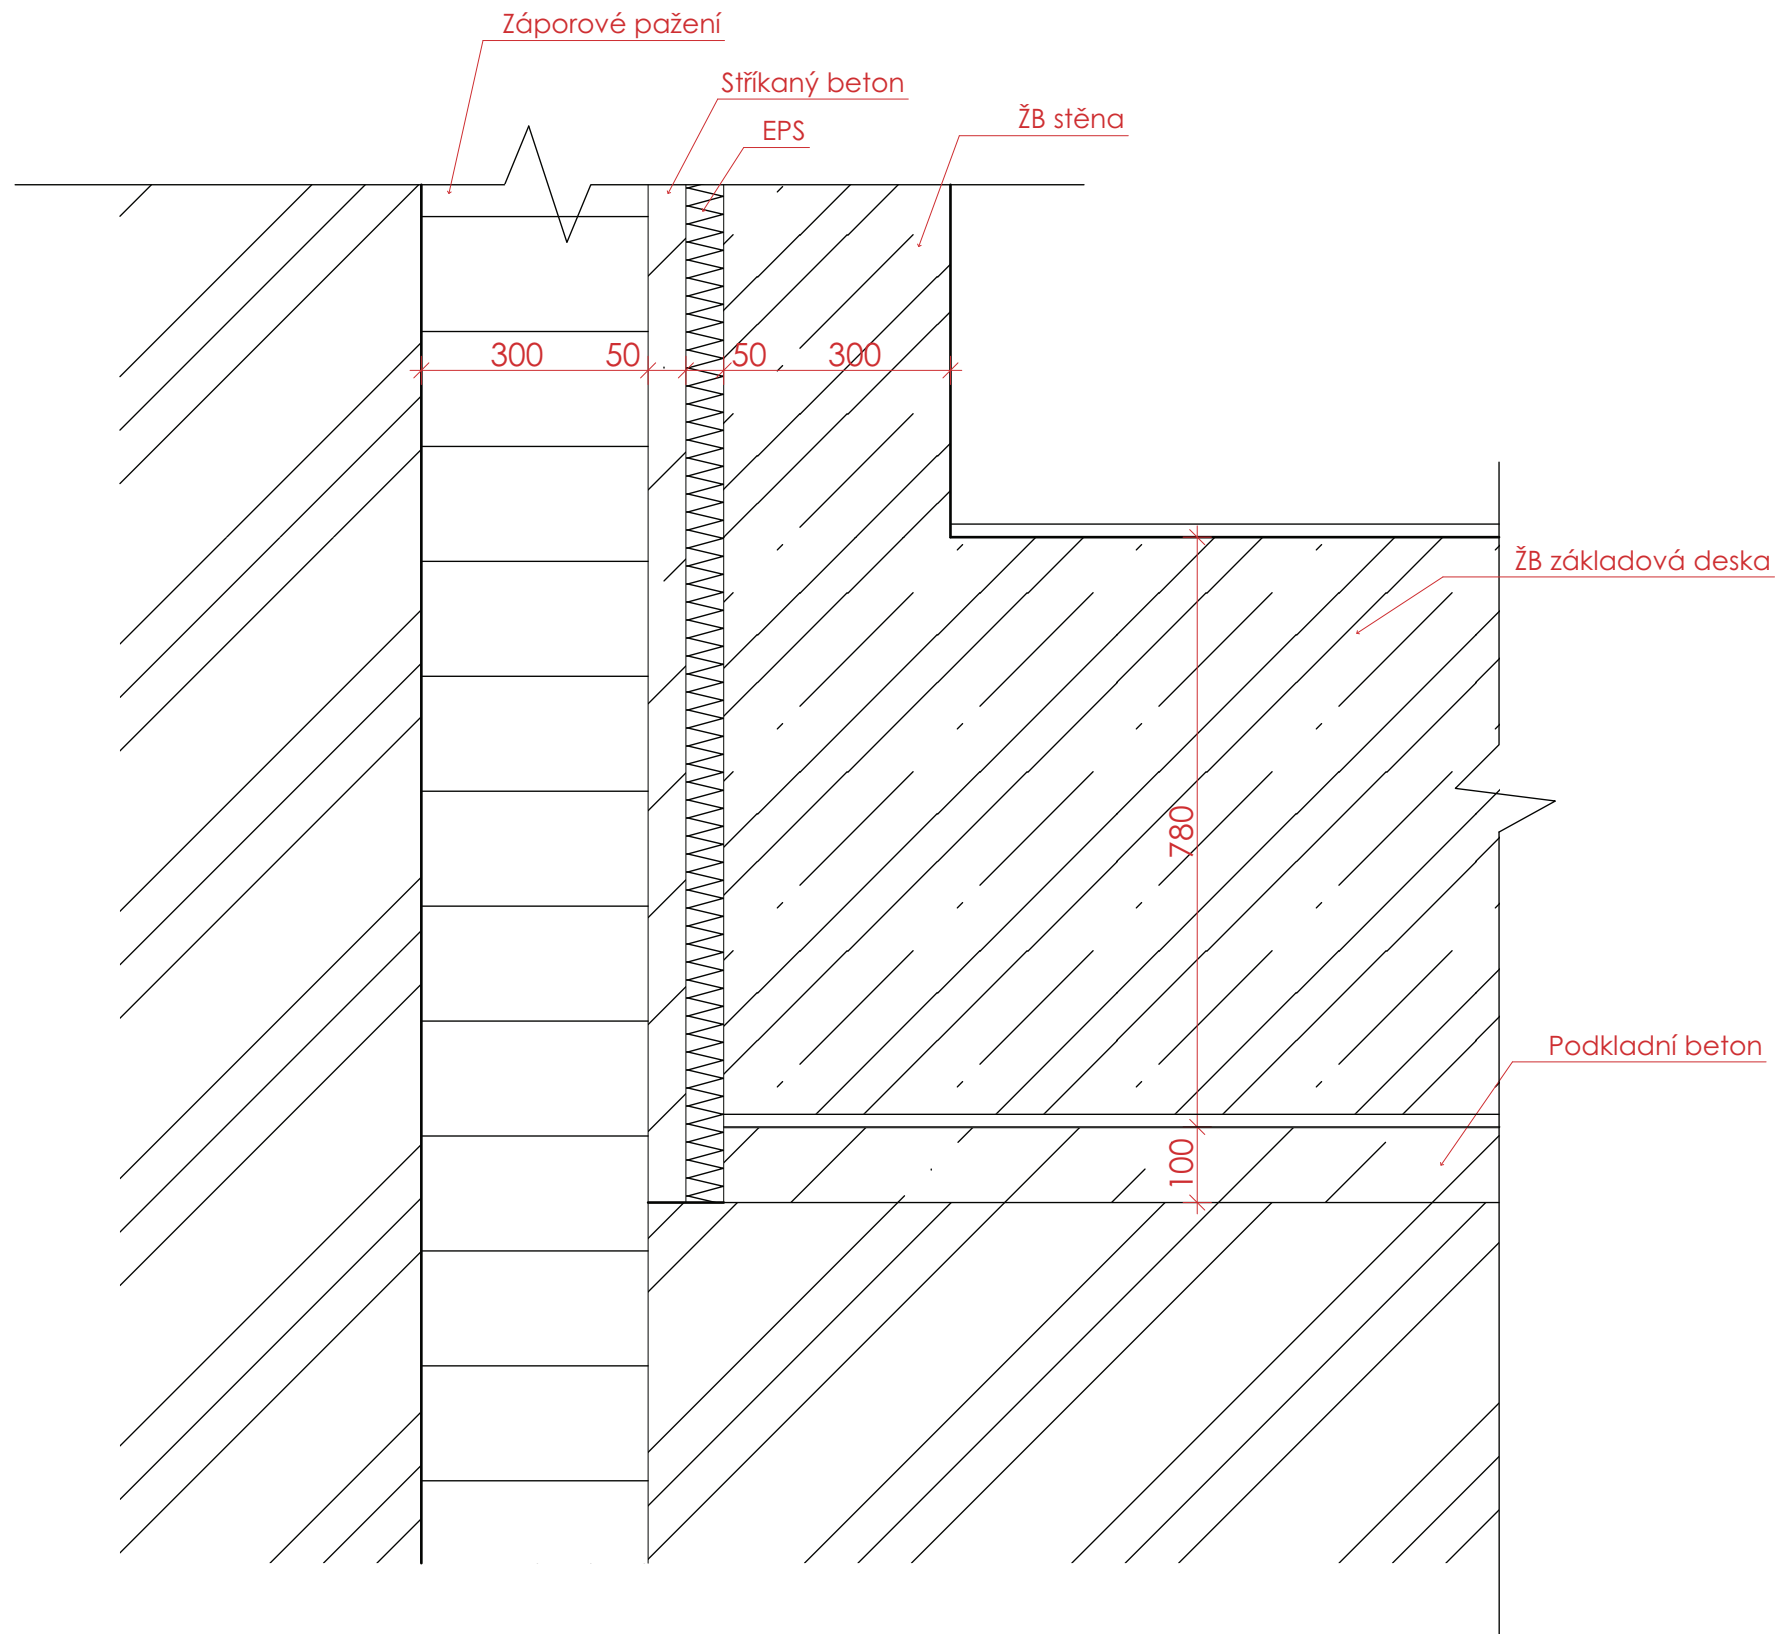 Záporové pažení
Stříkaný beton
ŽB stěna
EPS
300 50 50 300
ŽB základová deska
780
Podkladní beton
100